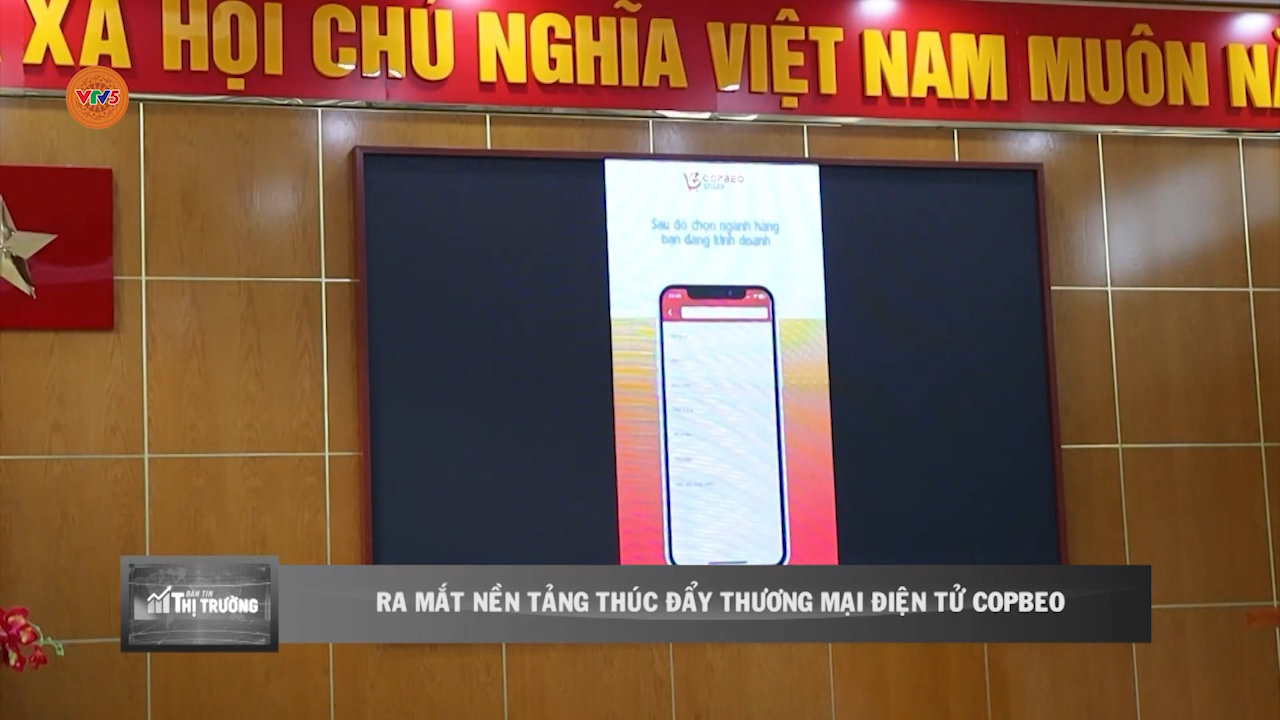 XÃ HỘI CHỦ NGHĨA VIỆT NAM MUÔN NĂ
VTV5
COPBEO
SELLER
Sau đó chọn ngành hàng
bạn đang kinh doanh
BẢN TIN
THỊ TRƯỜNG
RA MẮT NỀN TẢNG THÚC ĐẨY THƯƠNG MẠI ĐIỆN TỬ COPBEO